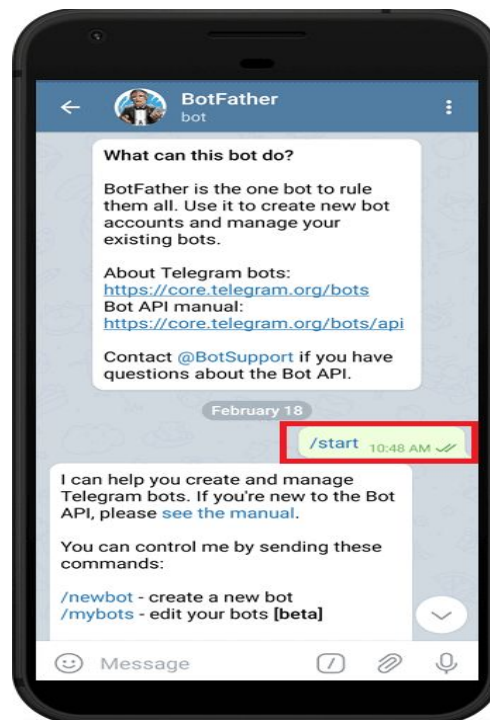 BotFather
bot
What can this bot do?
BotFather is the one bot to rule
them all. Use it to create new bot
accounts and manage your
existing bots.
About Telegram bots:
https://core.telegram.org/bots
Bot API manual:
https://core.telegram.org/bots/api
Contact @BotSupport if you have
questions about the Bot API.
February 18
/start 10:48 AM
I can help you create and manage
Telegram bots. If you're new to the Bot
API, please see the manual.
You can control me by sending these
commands:
/newbot - create a new bot
/mybots - edit your bots [beta]
Message